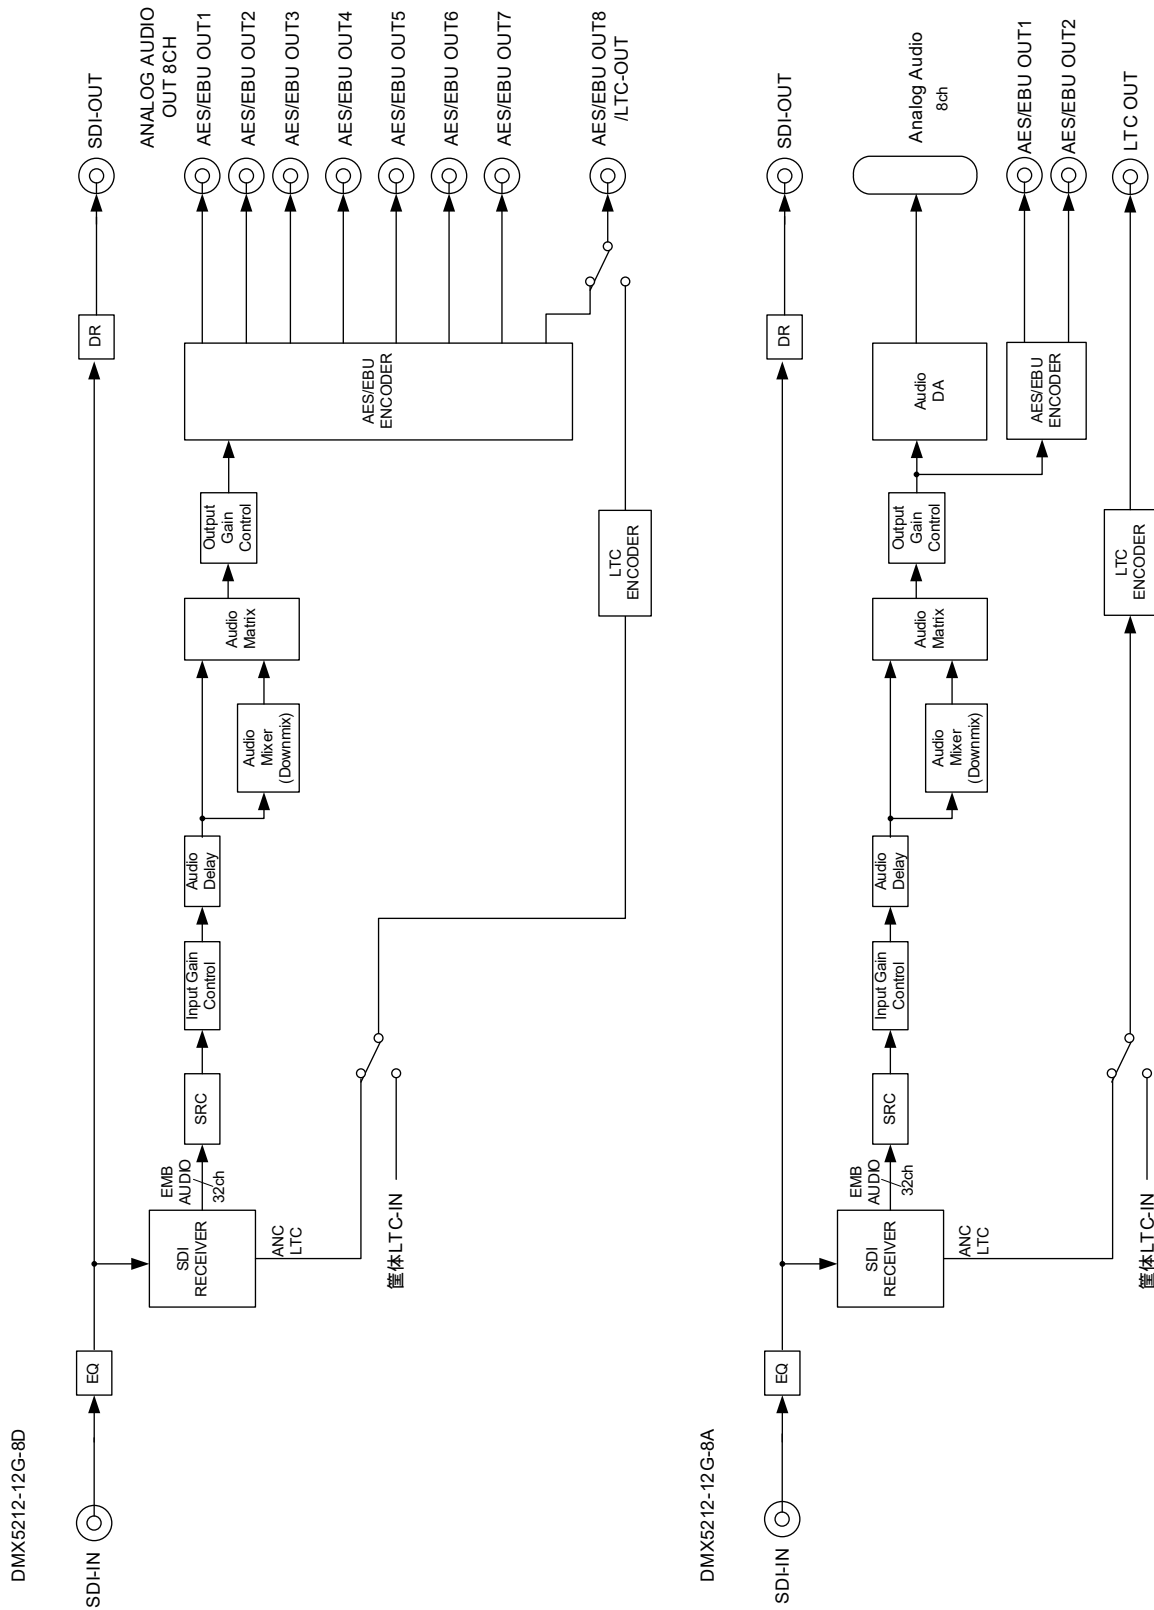 DMX5212-12G-8D
SDI-IN
EQ
DR
SDI-OUT
SDI
RECEIVER
EMB
AUDIO
32ch
ANC
LTC
SRC
Input Gain
Control
Audio
Delay
Audio
Mixer
(Downmix)
Audio
Matrix
Output
Gain
Control
AES/EBU
ENCODER
ANALOG AUDIO
OUT 8CH
AES/EBU OUT1
AES/EBU OUT2
AES/EBU OUT3
AES/EBU OUT4
AES/EBU OUT5
AES/EBU OUT6
AES/EBU OUT7
AES/EBU OUT8
/LTC-OUT
筐体LTC-IN
LTC
ENCODER
DMX5212-12G-8A
SDI-IN
EQ
DR
SDI-OUT
SDI
RECEIVER
EMB
AUDIO
32ch
ANC
LTC
SRC
Input Gain
Control
Audio
Delay
Audio
Mixer
(Downmix)
Audio
Matrix
Output
Gain
Control
Audio
DA
Analog Audio
8ch
AES/EBU
ENCODER
AES/EBU OUT1
AES/EBU OUT2
筐体LTC-IN
LTC
ENCODER
LTC OUT